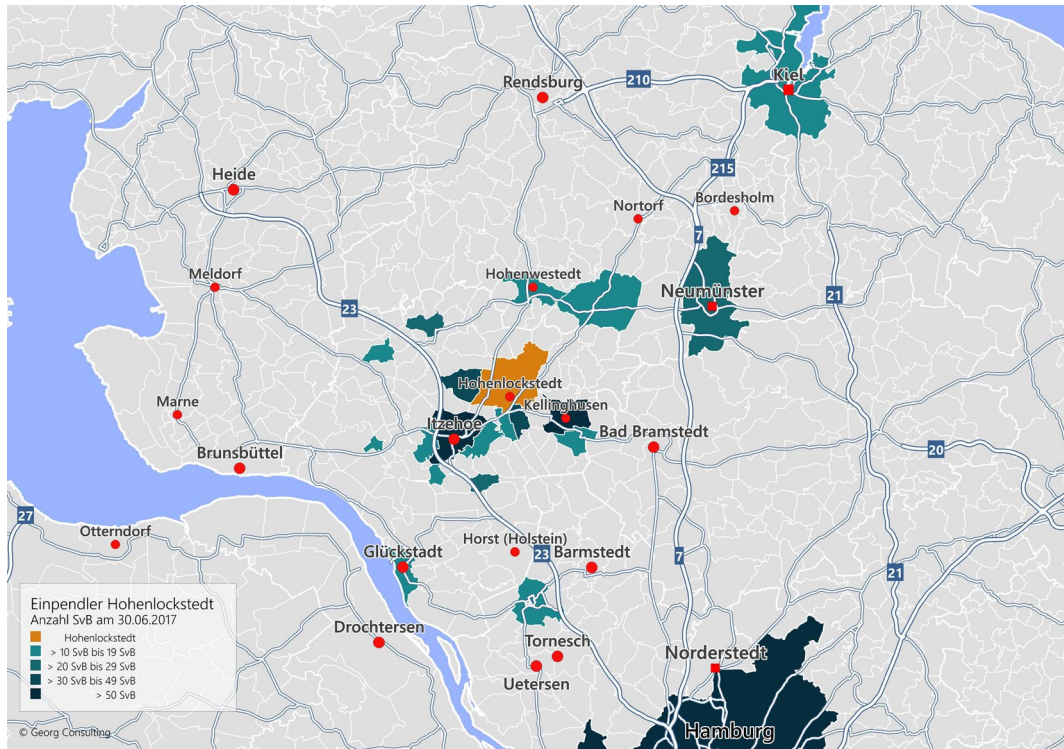 Kiel
Rendsburg
210
215
Heide
Nortorf
Bordesholm
7
Meldorf
Hohenwestedt
Neumünster
23
21
Hohenlockstedt
Marne
Kellinghusen
Itzehoe
Bad Bramstedt
20
Brunsbüttel
27
Otterndorf
Horst (Holstein)
Glückstadt
23
Barmstedt
7
21
Einpendler Hohenlockstedt
Anzahl SvB am 30.06.2017
Hohenlockstedt
> 10 SvB bis 19 SvB
> 20 SvB bis 29 SvB
> 30 SvB bis 49 SvB
> 50 SvB
Drochtersen
Tornesch
Norderstedt
Uetersen
Hamburg
© Georg Consulting